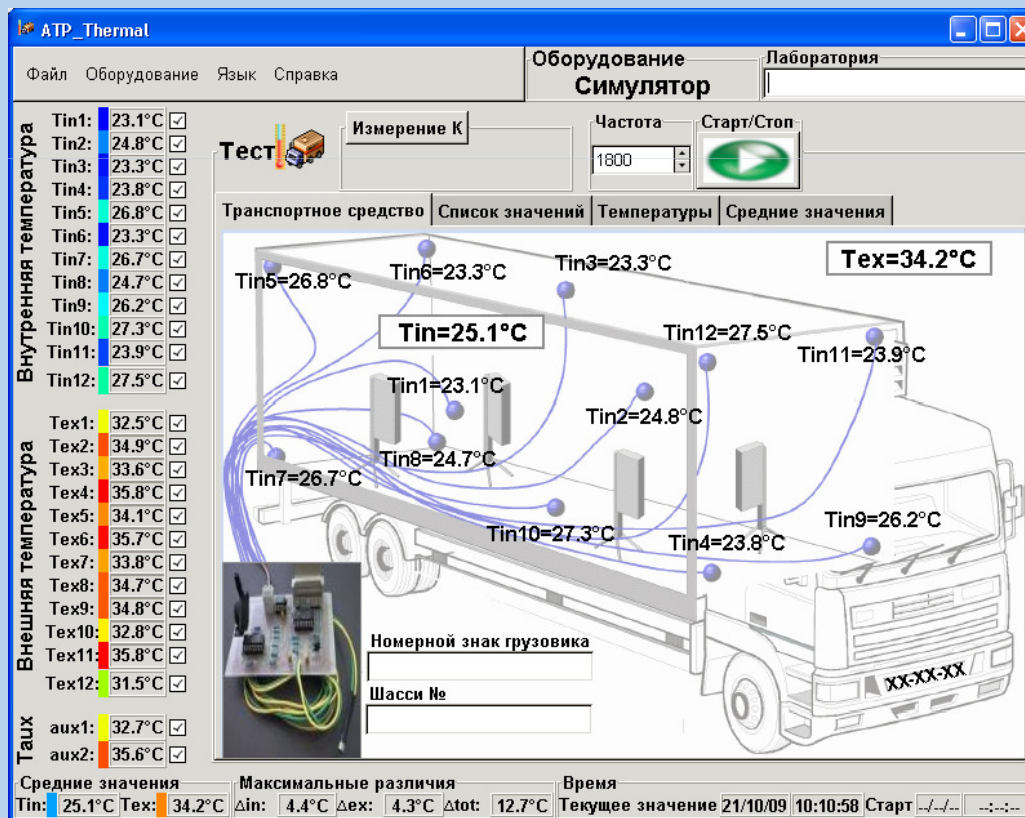 ATP_Thermal
Файл Оборудование Язык Справка
Оборудование
Симулятор
Лаборатория
Внутренняя температура
Tin1: 23.1°C
Tin2: 24.8°C
Tin3: 23.3°C
Tin4: 23.8°C
Tin5: 26.8°C
Tin6: 23.3°C
Tin7: 26.7°C
Tin8: 24.7°C
Tin9: 26.2°C
Tin10: 27.3°C
Tin11: 23.9°C
Tin12: 27.5°C
Внешняя температура
Tex1: 32.5°C
Tex2: 34.9°C
Tex3: 33.6°C
Tex4: 35.8°C
Tex5: 34.1°C
Tex6: 35.7°C
Tex7: 33.8°C
Tex8: 34.7°C
Tex9: 34.8°C
Tex10: 32.8°C
Tex11: 35.8°C
Tex12: 31.5°C
Taux
aux1: 32.7°C
aux2: 35.6°C
Тест
Измерение К
Частота
1800
Старт/Стоп
Транспортное средство Список значений Температуры Средние значения
Tin5=26.8°C
Tin6=23.3°C
Tin3=23.3°C
Tex=34.2°C
Tin=25.1°C
Tin12=27.5°C
Tin11=23.9°C
Tin1=23.1°C
Tin2=24.8°C
Tin8=24.7°C
Tin7=26.7°C
Tin10=27.3°C
Tin4=23.8°C
Tin9=26.2°C
Номерной знак грузовика
Шасси №
XX-XX-XX
Средние значения
Tin: 25.1°C Tex: 34.2°C
Максимальные различия
Δin: 4.4°C Δex: 4.3°C Δtot: 12.7°C
Время
Текущее значение 21/10/09 10:10:58 Старт --/--/-- --:--:--